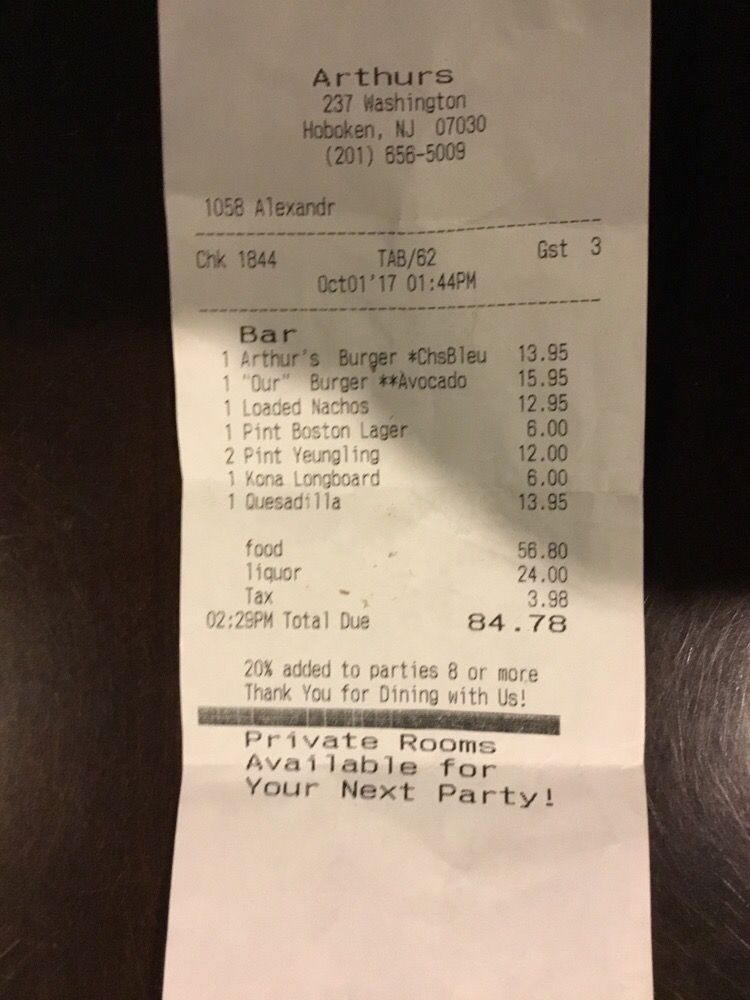 Arthurs
237 Washington
Hoboken, NJ 07030
(201) 656-5009
1058 Alexandr
Chk 1844 TAB/62 Gst 3
Oct01'17 01:44PM
Bar
1 Arthur's Burger *ChsBleu 13.95
1 "Our" Burger **Avocado 15.95
1 Loaded Nachos 12.95
1 Pint Boston Lager 6.00
2 Pint Yeungling 12.00
1 Kona Longboard 6.00
1 Quesadilla 13.95
food 56.80
liquor 24.00
Tax 3.98
02:29PM Total Due 84.78
20% added to parties 8 or more
Thank You for Dining with Us!
Private Rooms
Available for
Your Next Party!